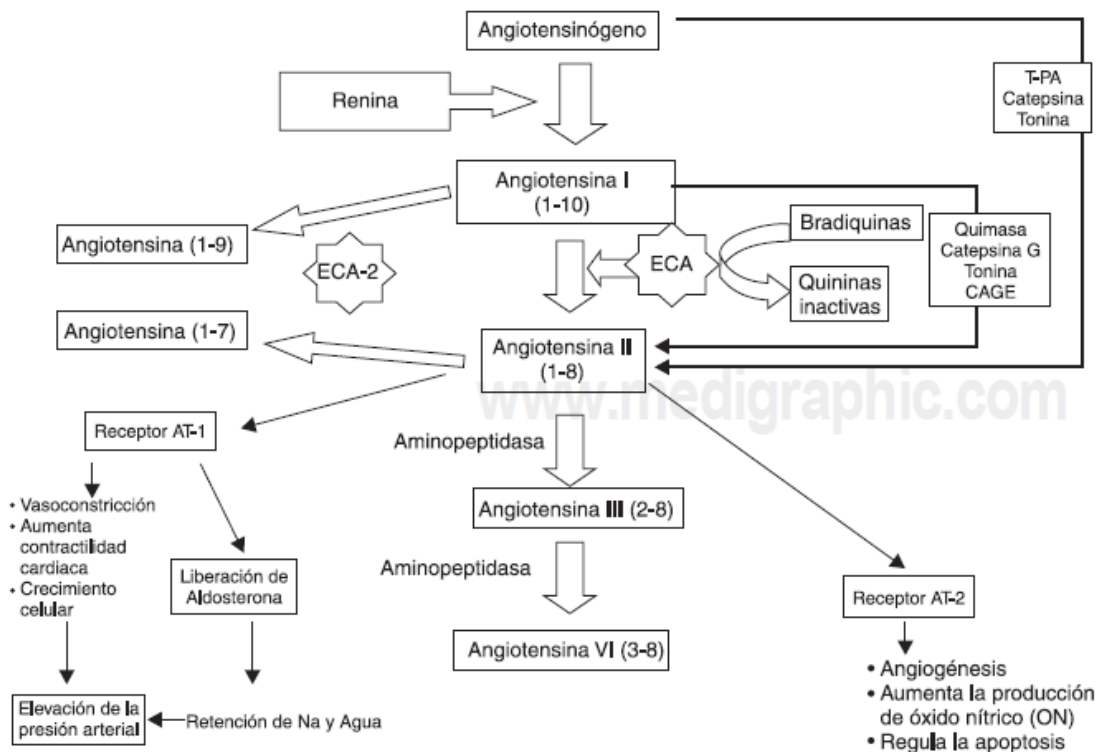 Angiotensinógeno
T-PA
Catepsina
Tonina
Renina
Angiotensina I
(1-10)
Bradiquinas
Quimasa
Catepsina G
Tonina
CAGE
Angiotensina (1-9)
ECA-2
ECA
Quininas
inactivas
Angiotensina (1-7)
Angiotensina II
(1-8)
www.medigraphic.com
Receptor AT-1
Aminopeptidasa
• Vasoconstricción
• Aumenta
contractilidad
cardiaca
• Crecimiento
celular
Angiotensina III (2-8)
Liberación de
Aldosterona
Aminopeptidasa
Receptor AT-2
Angiotensina VI (3-8)
• Angiogénesis
• Aumenta la producción
de óxido nítrico (ON)
• Regula la apoptosis
Elevación de la
presión arterial
Retención de Na y Agua